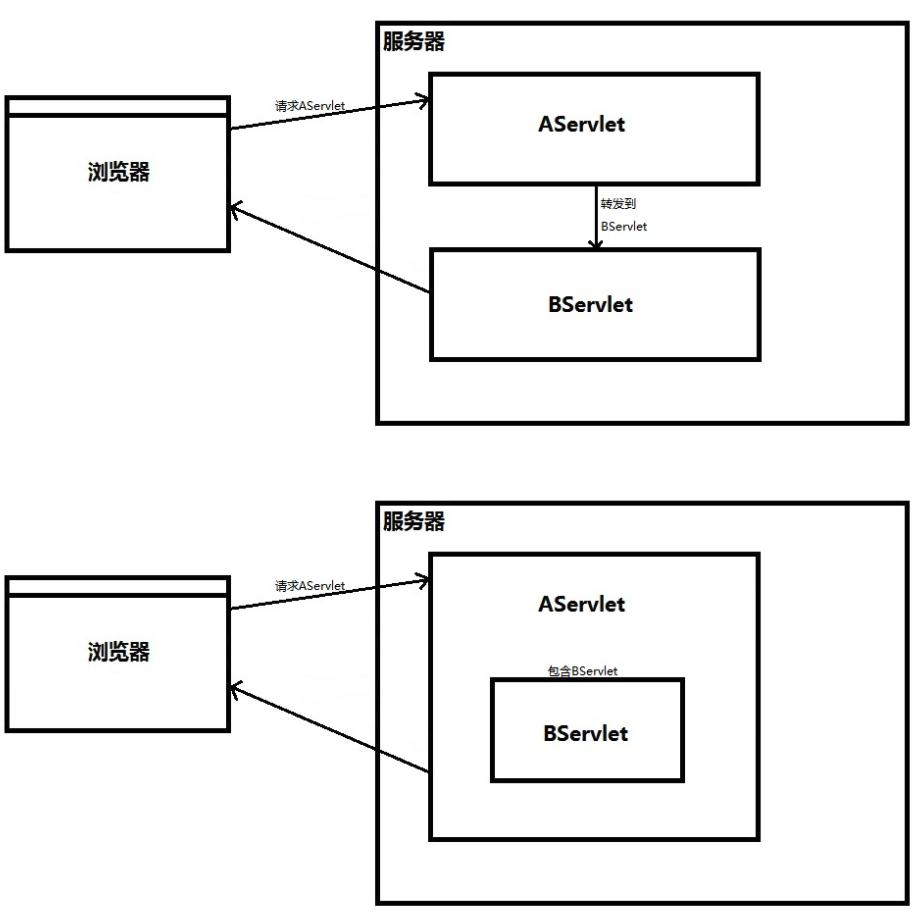 服务器
请求AServlet
AServlet
浏览器
转发到
BServlet
BServlet
服务器
请求AServlet
AServlet
浏览器
包含BServlet
BServlet